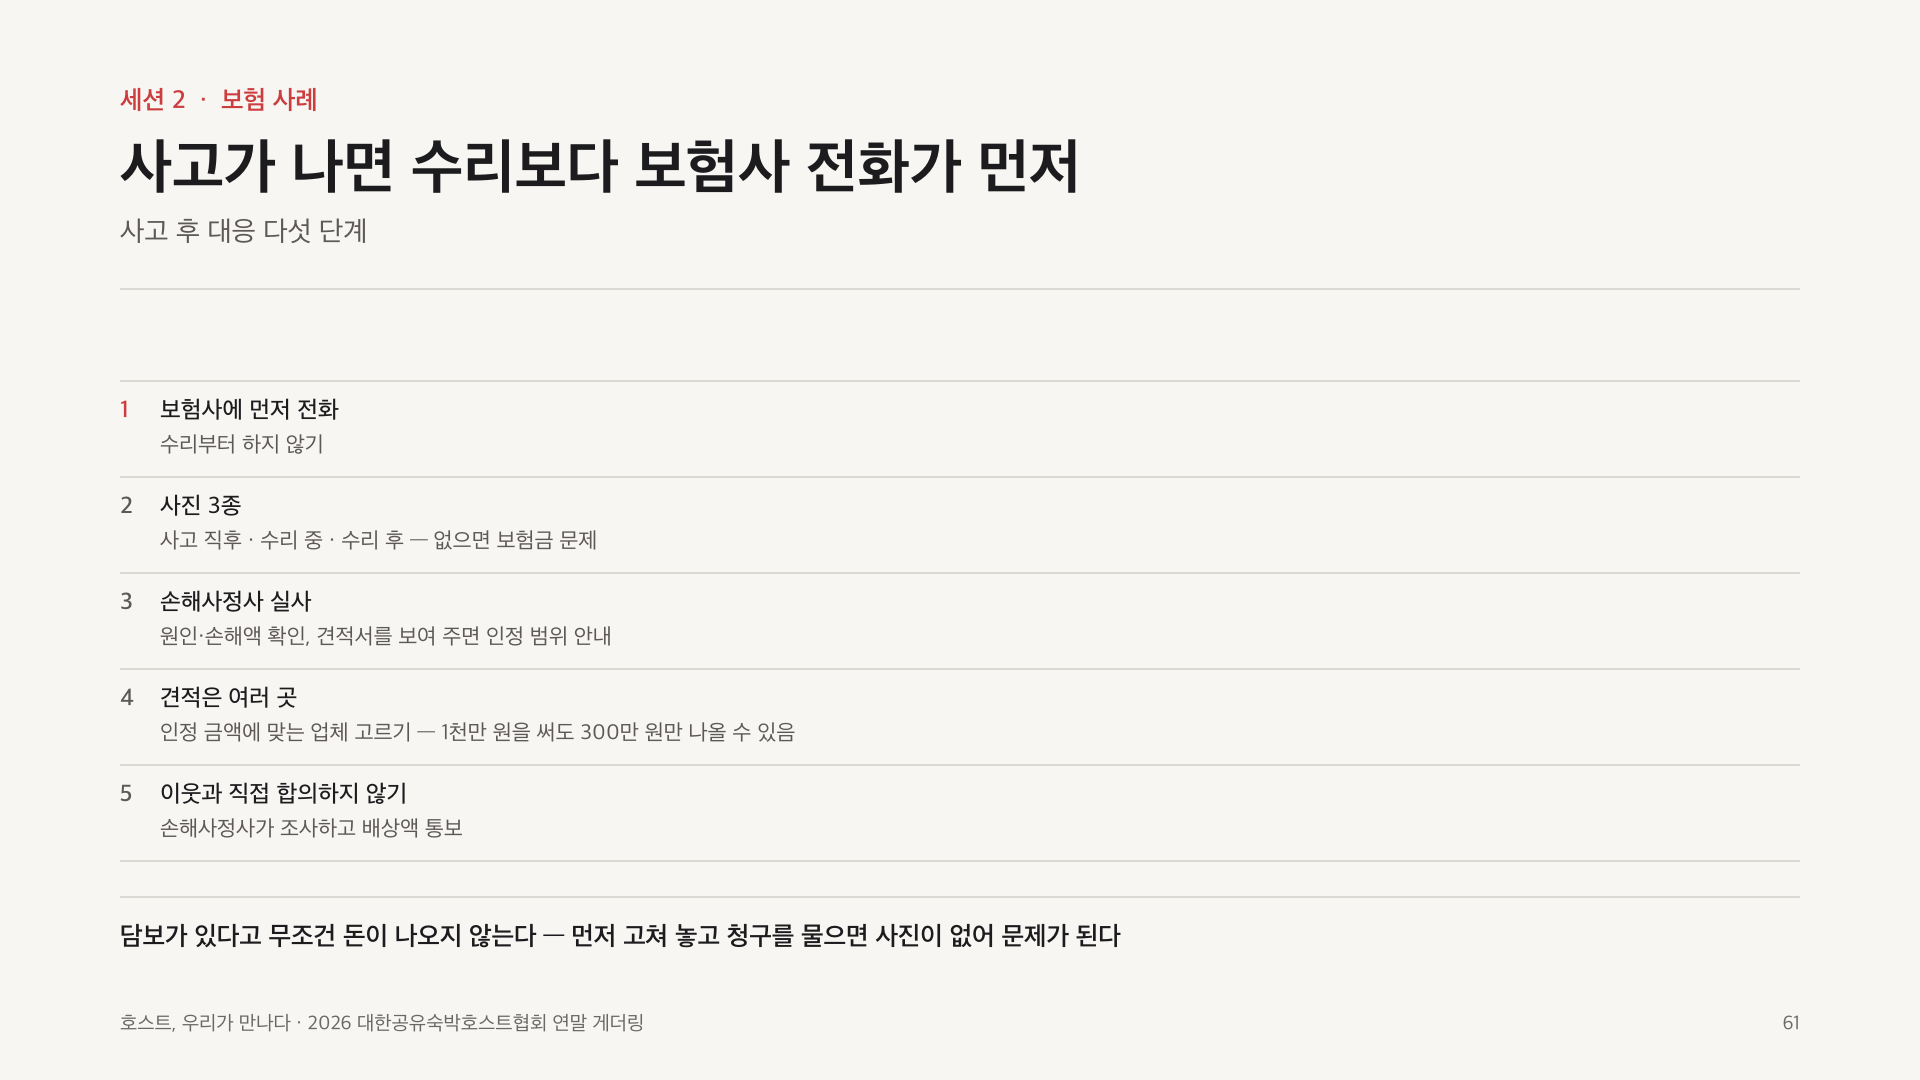 세션 2 · 보험 사례
사고가 나면 수리보다 보험사 전화가 먼저
사고 후 대응 다섯 단계
1 보험사에 먼저 전화
수리부터 하지 않기
2 사진 3종
사고 직후 · 수리 중 · 수리 후 — 없으면 보험금 문제
3 손해사정사 실사
원인·손해액 확인, 견적서를 보여 주면 인정 범위 안내
4 견적은 여러 곳
인정 금액에 맞는 업체 고르기 — 1천만 원을 써도 300만 원만 나올 수 있음
5 이웃과 직접 합의하지 않기
손해사정사가 조사하고 배상액 통보
담보가 있다고 무조건 돈이 나오지 않는다 — 먼저 고쳐 놓고 청구를 물으면 사진이 없어 문제가 된다
호스트, 우리가 만나다 · 2026 대한공유숙박호스트협회 연말 게더링
61